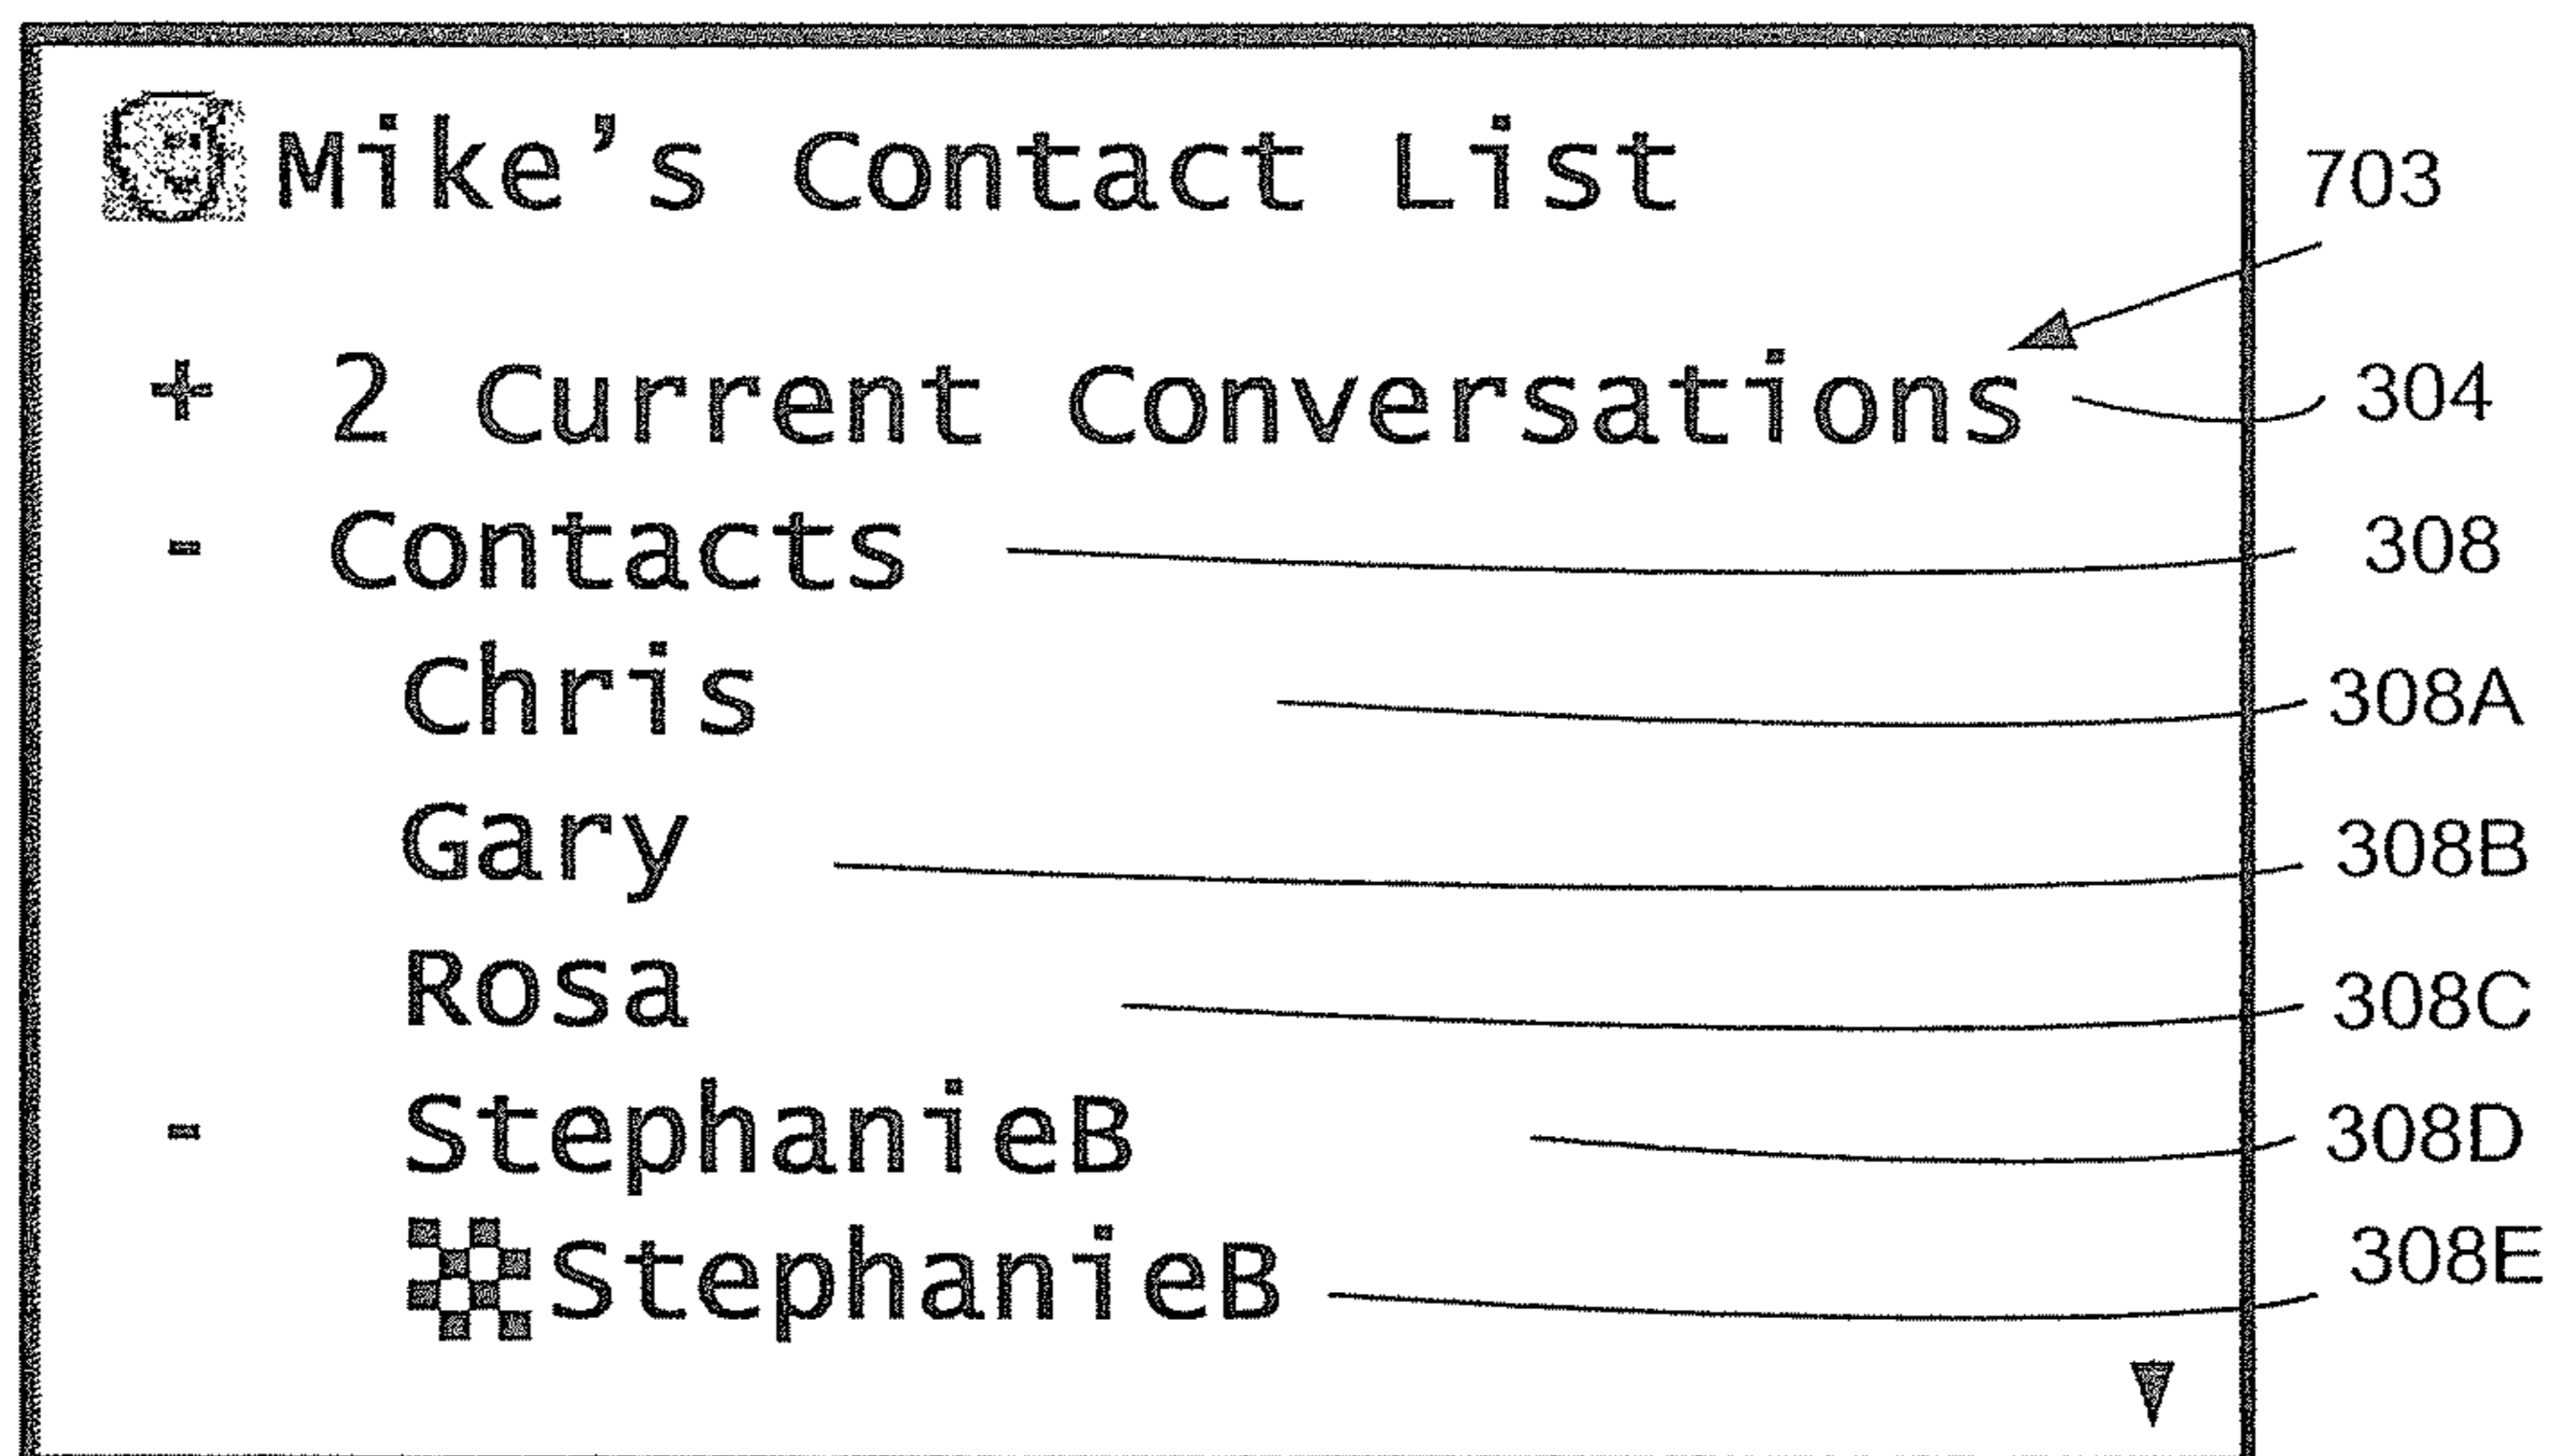 Mike's Contact List
703
+ 2 Current Conversations 304
- Contacts 308
Chris 308A
Gary 308B
Rosa 308C
- StephanieB 308D
StephanieB 308E